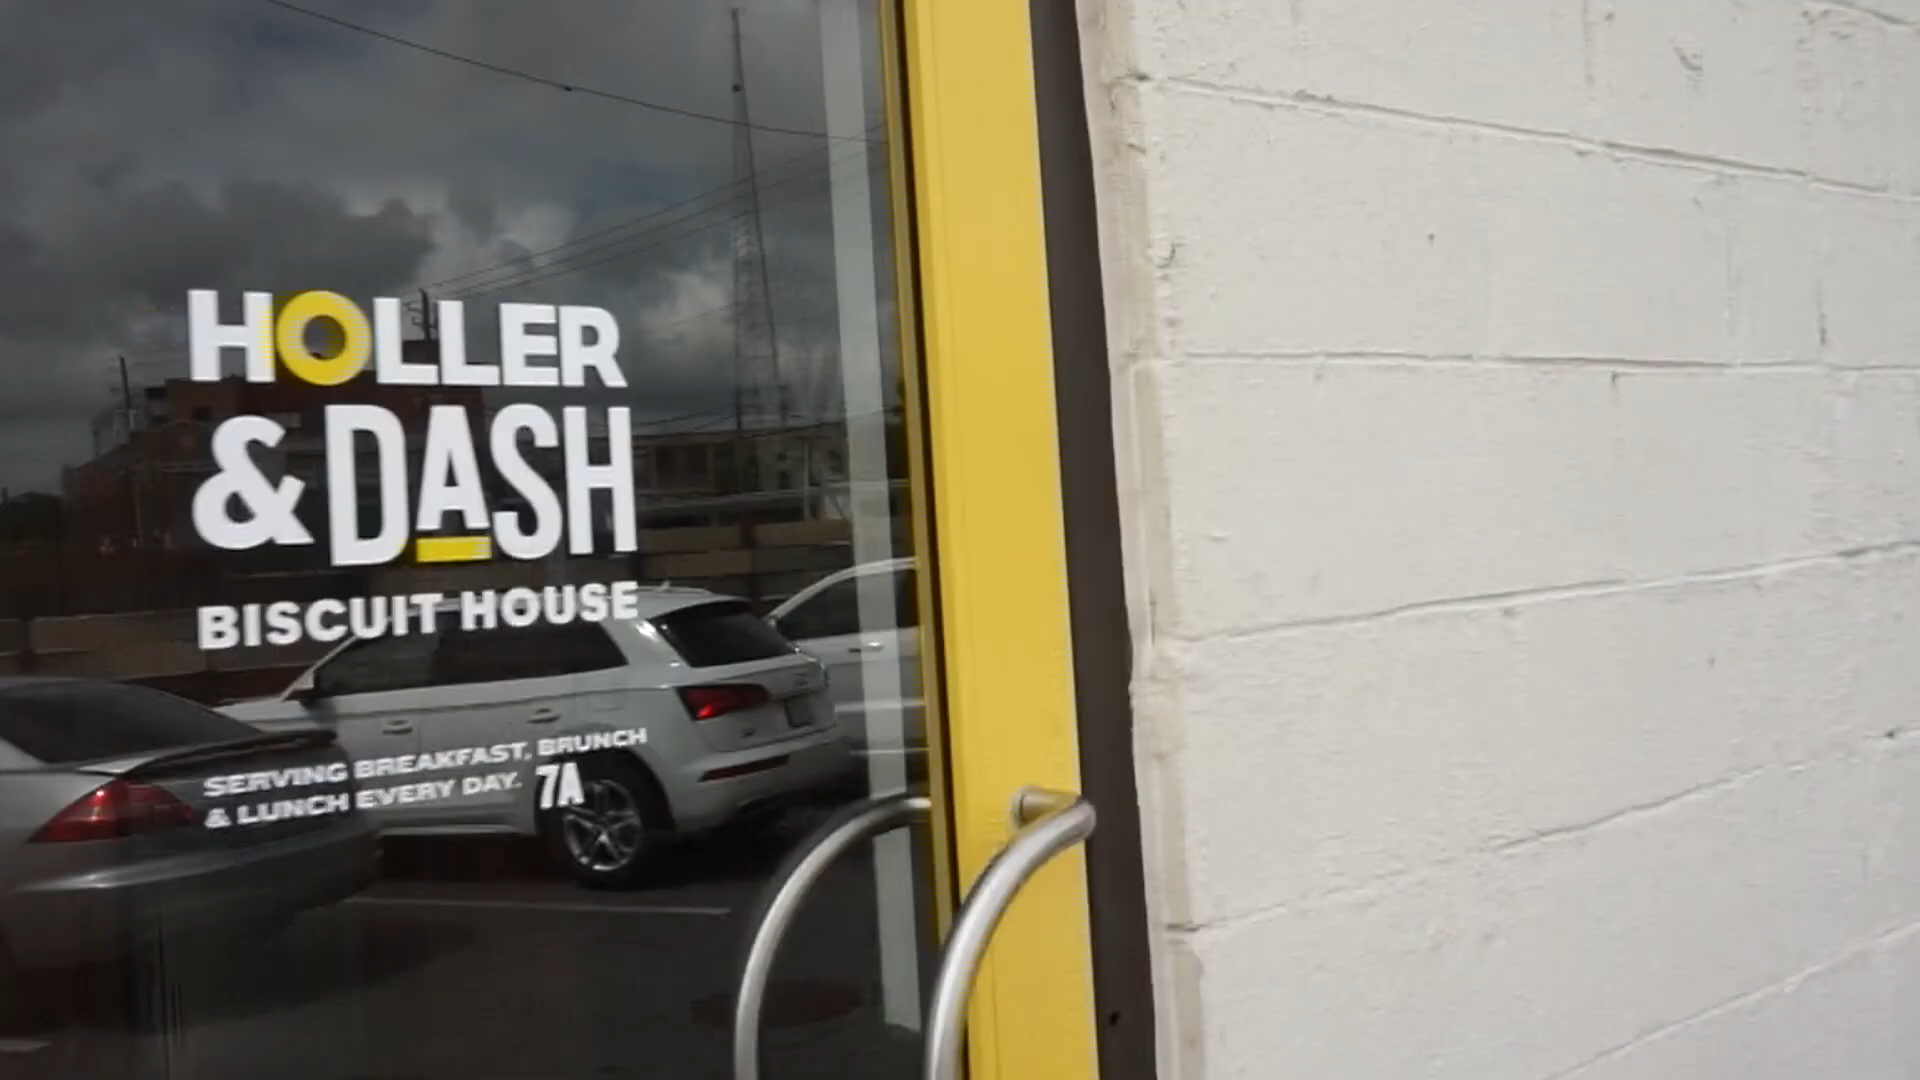 HOLLER
& DASH
BISCUIT HOUSE
SERVING BREAKFAST, BRUNCH
& LUNCH EVERY DAY. 7A